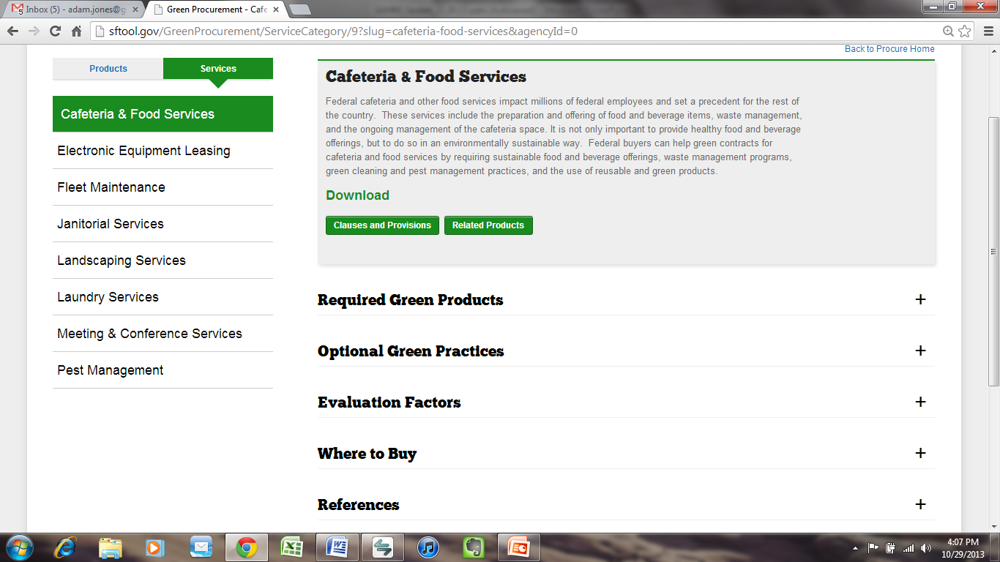 Inbox (5) - adam.jones@g
Green Procurement - Cafe
sftool.gov/GreenProcurement/ServiceCategory/9?slug=cafeteria-food-services&agencyId=0
Back to Procure Home
Products
Services
Cafeteria & Food Services
Electronic Equipment Leasing
Fleet Maintenance
Janitorial Services
Landscaping Services
Laundry Services
Meeting & Conference Services
Pest Management
Cafeteria & Food Services
Federal cafeteria and other food services impact millions of federal employees and set a precedent for the rest of
the country. These services include the preparation and offering of food and beverage items, waste management,
and the ongoing management of the cafeteria space. It is not only important to provide healthy food and beverage
offerings, but to do so in an environmentally sustainable way. Federal buyers can help green contracts for
cafeteria and food services by requiring sustainable food and beverage offerings, waste management programs,
green cleaning and pest management practices, and the use of reusable and green products.
Download
Clauses and Provisions
Related Products
Required Green Products +
Optional Green Practices +
Evaluation Factors +
Where to Buy +
References +
4:07 PM
10/29/2013